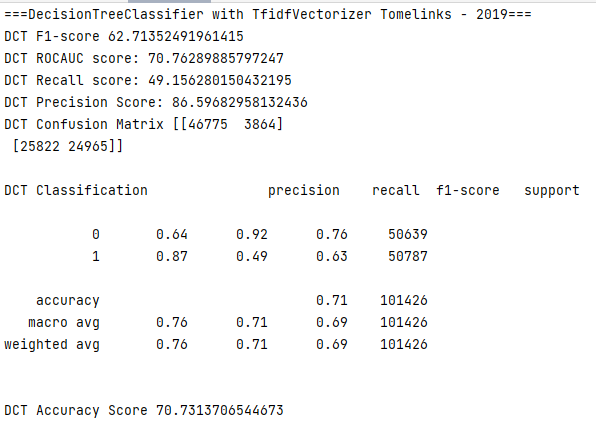 ===DecisionTreeClassifier with TfidfVectorizer Tomelinks - 2019===
DCT F1-score 62.71352491961415
DCT ROCAUC score: 70.76289885797247
DCT Recall score: 49.156280150432195
DCT Precision Score: 86.59682958132436
DCT Confusion Matrix [[46775  3864]
 [25822 24965]]
DCT Classification               precision    recall  f1-score   support
           0       0.64      0.92      0.76     50639
           1       0.87      0.49      0.63     50787
    accuracy                           0.71    101426
   macro avg       0.76      0.71      0.69    101426
weighted avg       0.76      0.71      0.69    101426
DCT Accuracy Score 70.7313706544673